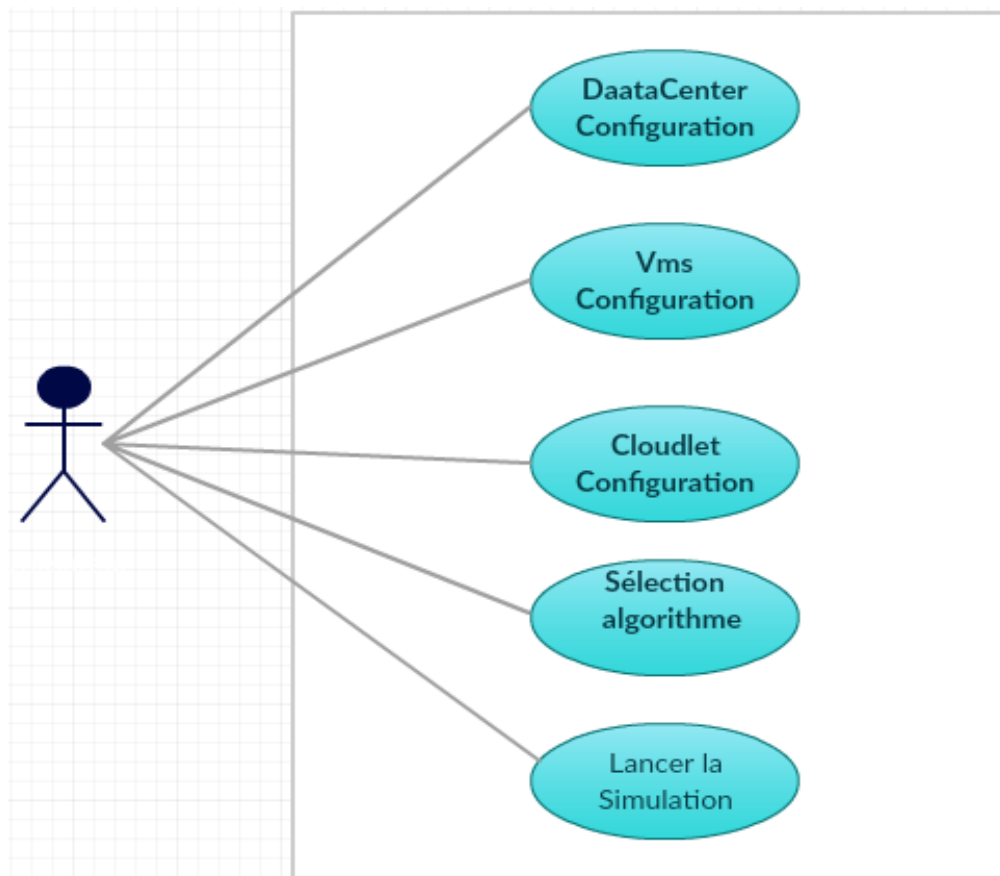 DaataCenter
Configuration
Vms
Configuration
Cloudlet
Configuration
Sélection
algorithme
Lancer la
Simulation